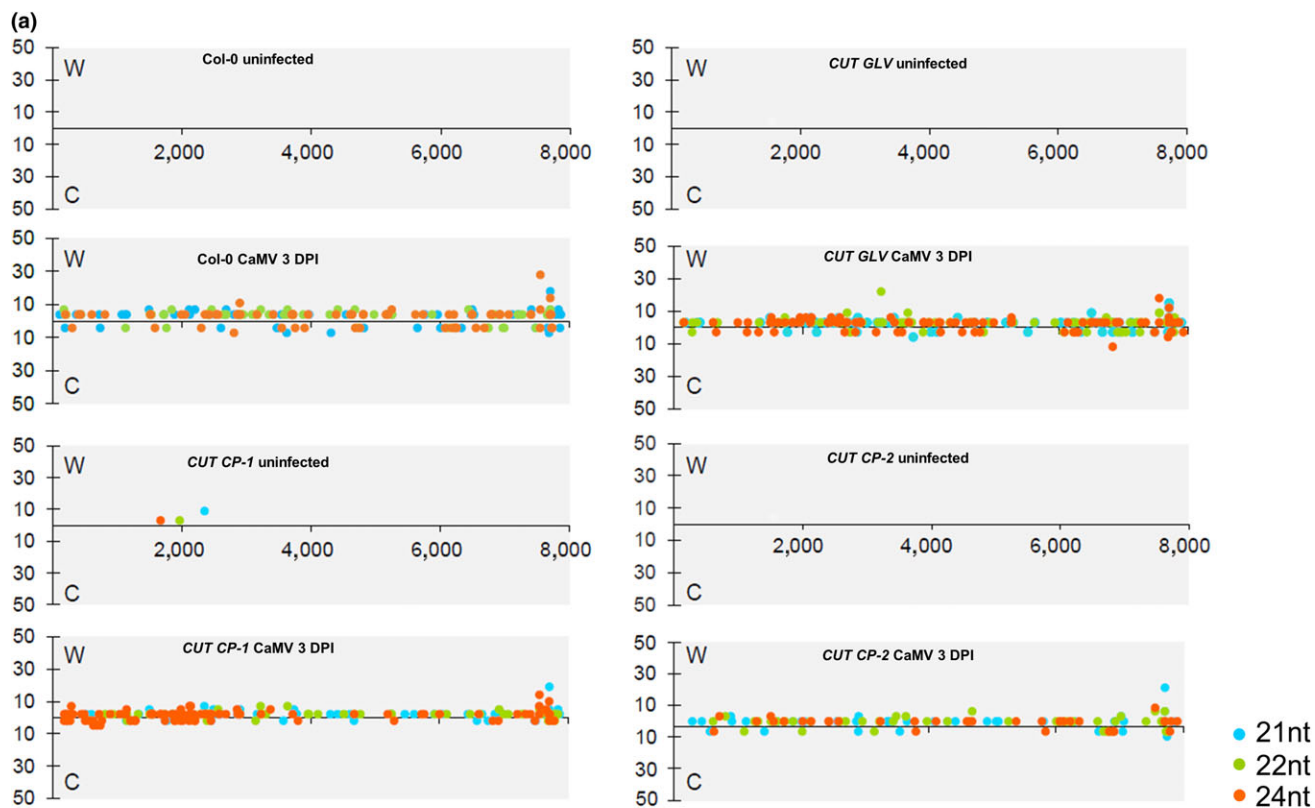 (a)
Col-0 uninfected
50
30
10
10
30
50
W
C
2,000 4,000 6,000 8,000
CUT GLV uninfected
50
30
10
10
30
50
W
C
2,000 4,000 6,000 8,000
Col-0 CaMV 3 DPI
50
30
10
10
30
50
W
C
CUT GLV CaMV 3 DPI
50
30
10
10
30
50
W
C
CUT CP-1 uninfected
50
30
10
10
30
50
W
C
2,000 4,000 6,000 8,000
CUT CP-2 uninfected
50
30
10
10
30
50
W
C
2,000 4,000 6,000 8,000
CUT CP-1 CaMV 3 DPI
50
30
10
10
30
50
W
C
CUT CP-2 CaMV 3 DPI
50
30
10
10
30
50
W
C
21nt
22nt
24nt